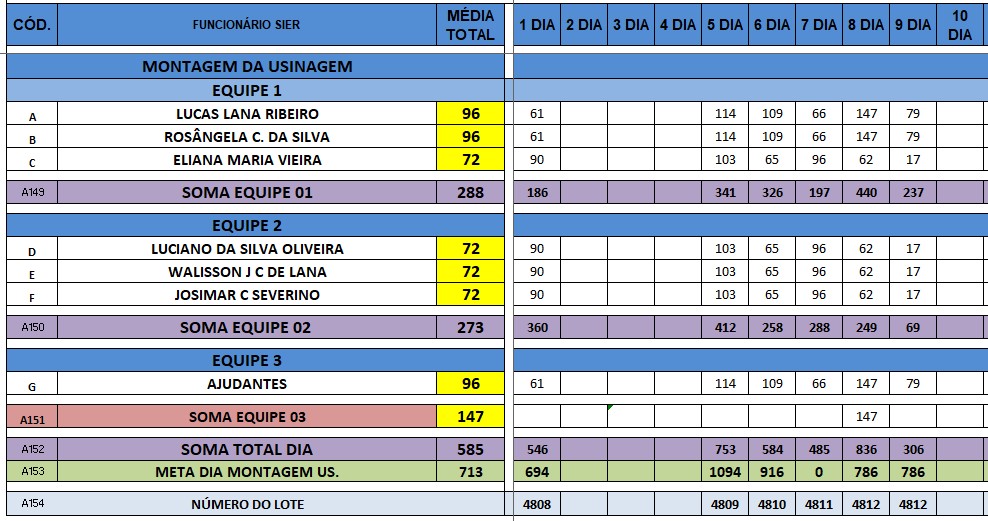 CÓD. FUNCIONÁRIO SIER MÉDIA TOTAL 1 DIA 2 DIA 3 DIA 4 DIA 5 DIA 6 DIA 7 DIA 8 DIA 9 DIA 10 DIA
MONTAGEM DA USINAGEM
EQUIPE 1
A LUCAS LANA RIBEIRO 96 61 114 109 66 147 79
B ROSÂNGELA C. DA SILVA 96 61 114 109 66 147 79
C ELIANA MARIA VIEIRA 72 90 103 65 96 62 17
A149 SOMA EQUIPE 01 288 186 341 326 197 440 237
EQUIPE 2
D LUCIANO DA SILVA OLIVEIRA 72 90 103 65 96 62 17
E WALISSON J C DE LANA 72 90 103 65 96 62 17
F JOSIMAR C SEVERINO 72 90 103 65 96 62 17
A150 SOMA EQUIPE 02 273 360 412 258 288 249 69
EQUIPE 3
G AJUDANTES 96 61 114 109 66 147 79
A151 SOMA EQUIPE 03 147 147
A152 SOMA TOTAL DIA 585 546 753 584 485 836 306
A153 META DIA MONTAGEM US. 713 694 1094 916 0 786 786
A154 NÚMERO DO LOTE 4808 4809 4810 4811 4812 4812